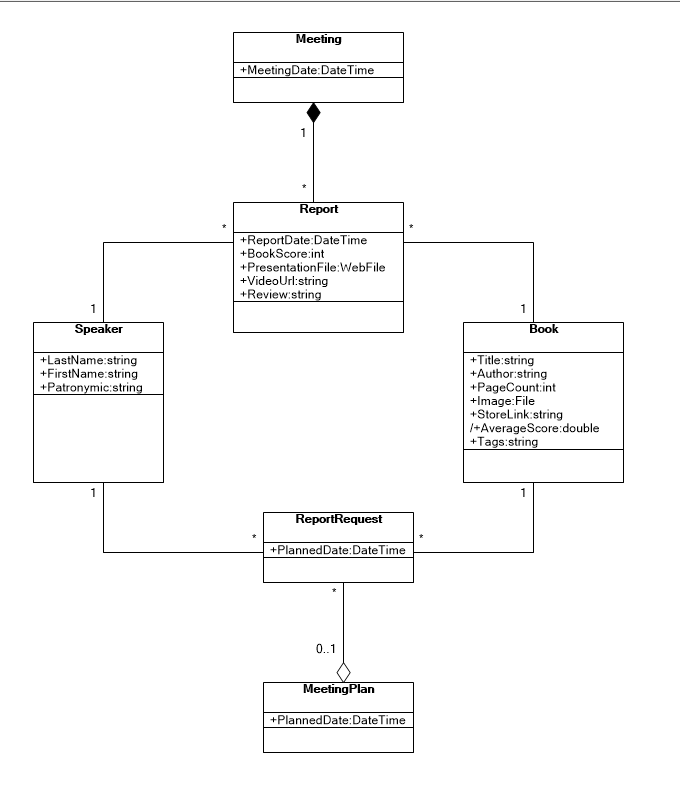 Meeting
+MeetingDate:DateTime
1
*
Report
* *
+ReportDate:DateTime
+BookScore:int
+PresentationFile:WebFile
+VideoUrl:string
+Review:string
1 1
Speaker
+LastName:string
+FirstName:string
+Patronymic:string
Book
+Title:string
+Author:string
+PageCount:int
+Image:File
+StoreLink:string
/+AverageScore:double
+Tags:string
1 1
ReportRequest
* *
+PlannedDate:DateTime
*
0..1
MeetingPlan
+PlannedDate:DateTime